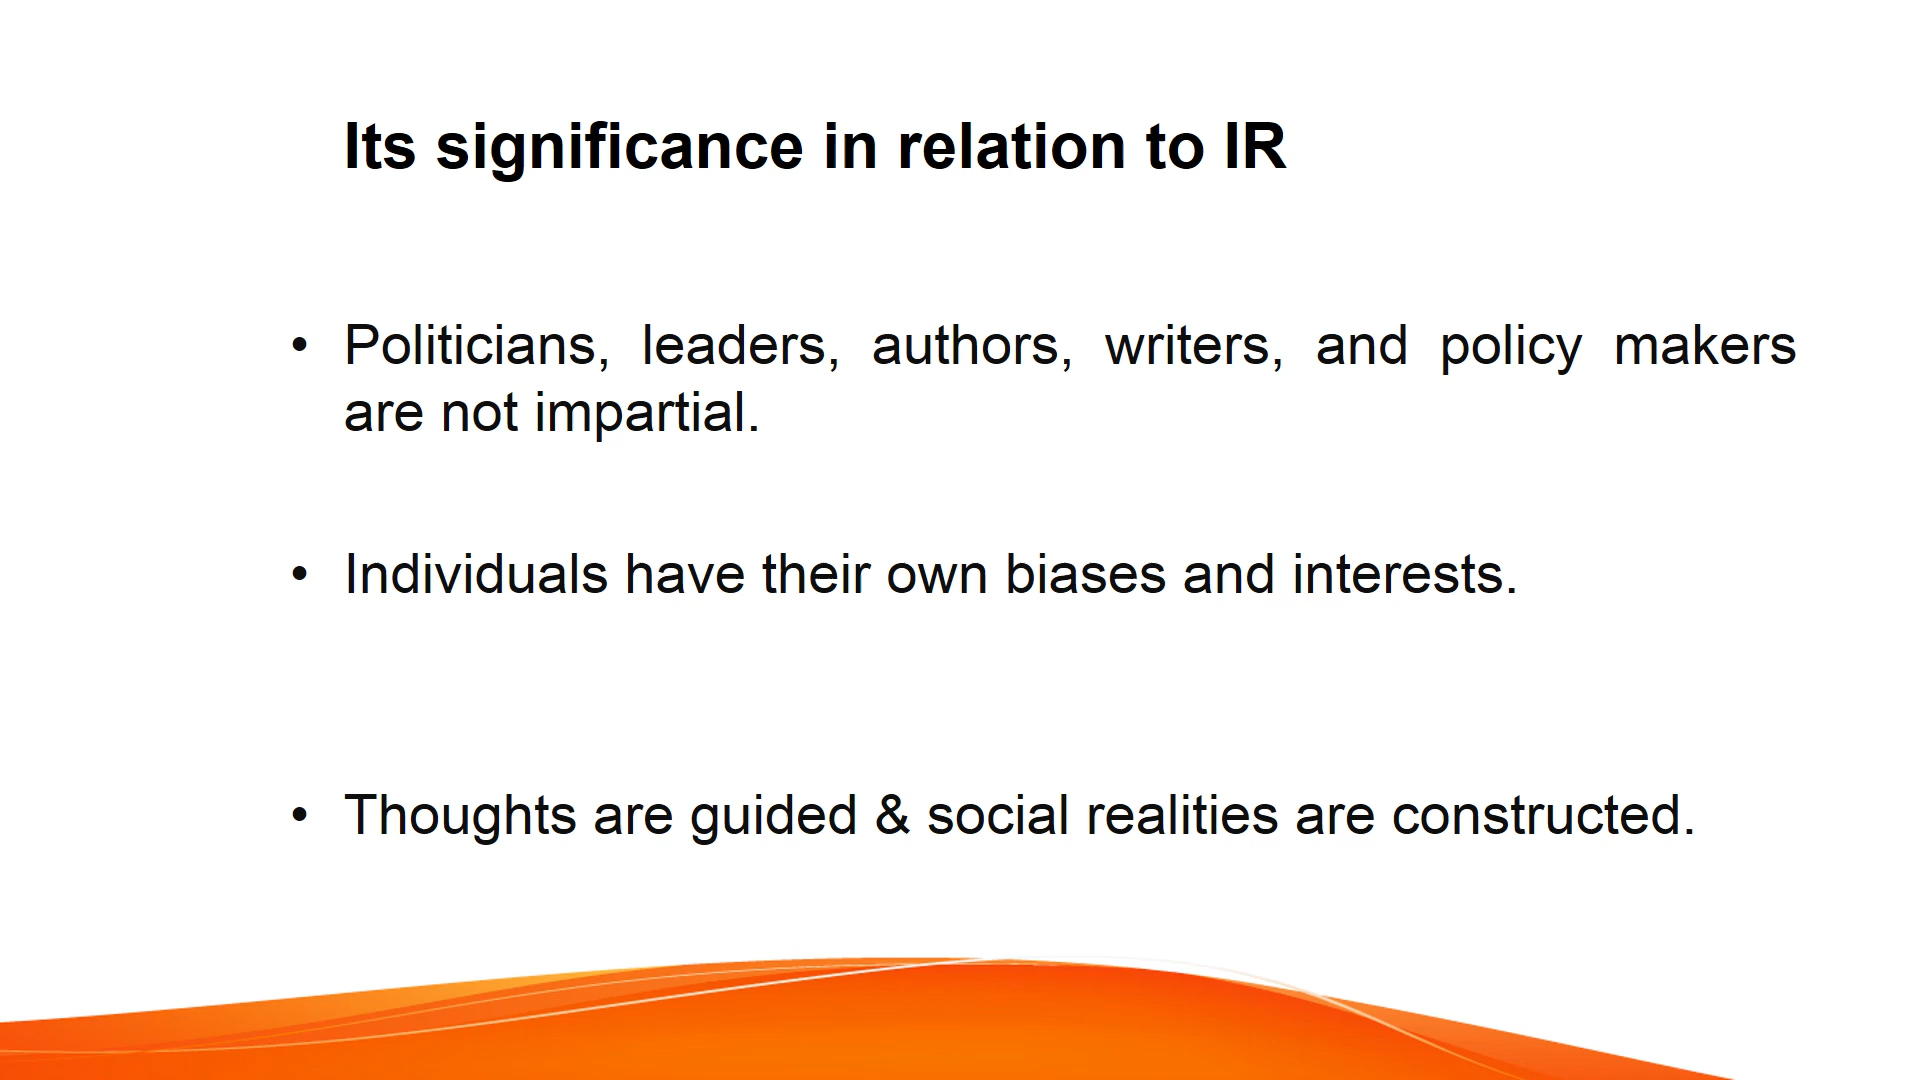 Its significance in relation to IR
• Politicians, leaders, authors, writers, and policy makers
are not impartial.
• Individuals have their own biases and interests.
• Thoughts are guided & social realities are constructed.